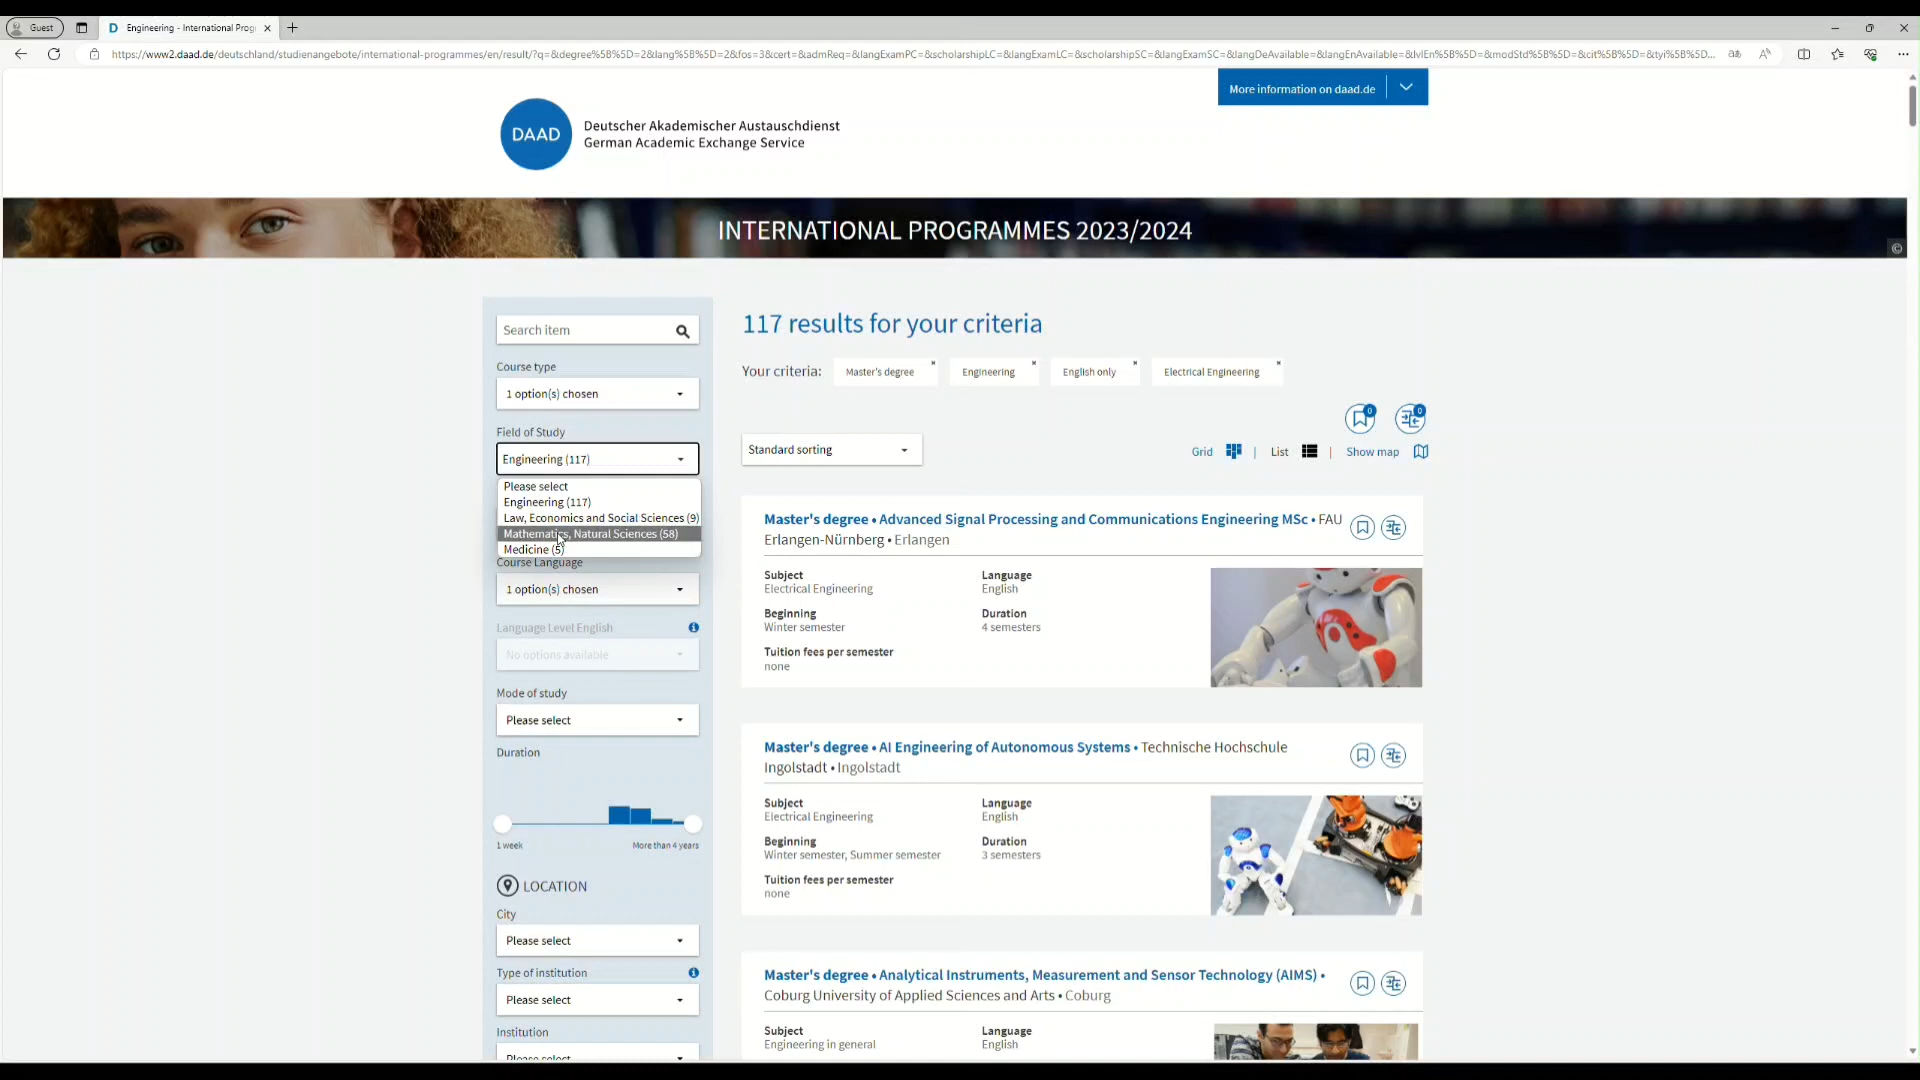 Guest
Engineering - International Prog
https://www2.daad.de/deutschland/studienangebote/international-programmes/en/result/?q=&degree%5B%5D=2&lang%5B%5D=2&fos=3&cert=&admReq=&langExamPC=&scholarshipLC=&langExamLC=&scholarshipSC=&langExamSC=&langDeAvailable=&langEnAvailable=&lvlEn%5B%5D=&modStd%5B%5D=&cit%5B%5D=&tyi%5B%5D...
More information on daad.de
DAAD
Deutscher Akademischer Austauschdienst
German Academic Exchange Service
INTERNATIONAL PROGRAMMES 2023/2024
©
Search item
Course type
1 option(s) chosen
Field of Study
Engineering (117)
Please select
Engineering (117)
Law, Economics and Social Sciences (9)
Mathematics, Natural Sciences (58)
Medicine (5)
Course Language
1 option(s) chosen
Language Level English
No options available
Mode of study
Please select
Duration
1 week
More than 4 years
LOCATION
City
Please select
Type of institution
Please select
Institution
Please select
117 results for your criteria
Your criteria:
Master's degree
Engineering
English only
Electrical Engineering
0
0
Standard sorting
Grid
List
Show map
Master's degree • Advanced Signal Processing and Communications Engineering MSc • FAU
Erlangen-Nürnberg • Erlangen
Subject
Electrical Engineering
Language
English
Beginning
Winter semester
Duration
4 semesters
Tuition fees per semester
none
Master's degree • AI Engineering of Autonomous Systems • Technische Hochschule
Ingolstadt • Ingolstadt
Subject
Electrical Engineering
Language
English
Beginning
Winter semester, Summer semester
Duration
3 semesters
Tuition fees per semester
none
Master's degree • Analytical Instruments, Measurement and Sensor Technology (AIMS) •
Coburg University of Applied Sciences and Arts • Coburg
Subject
Engineering in general
Language
English